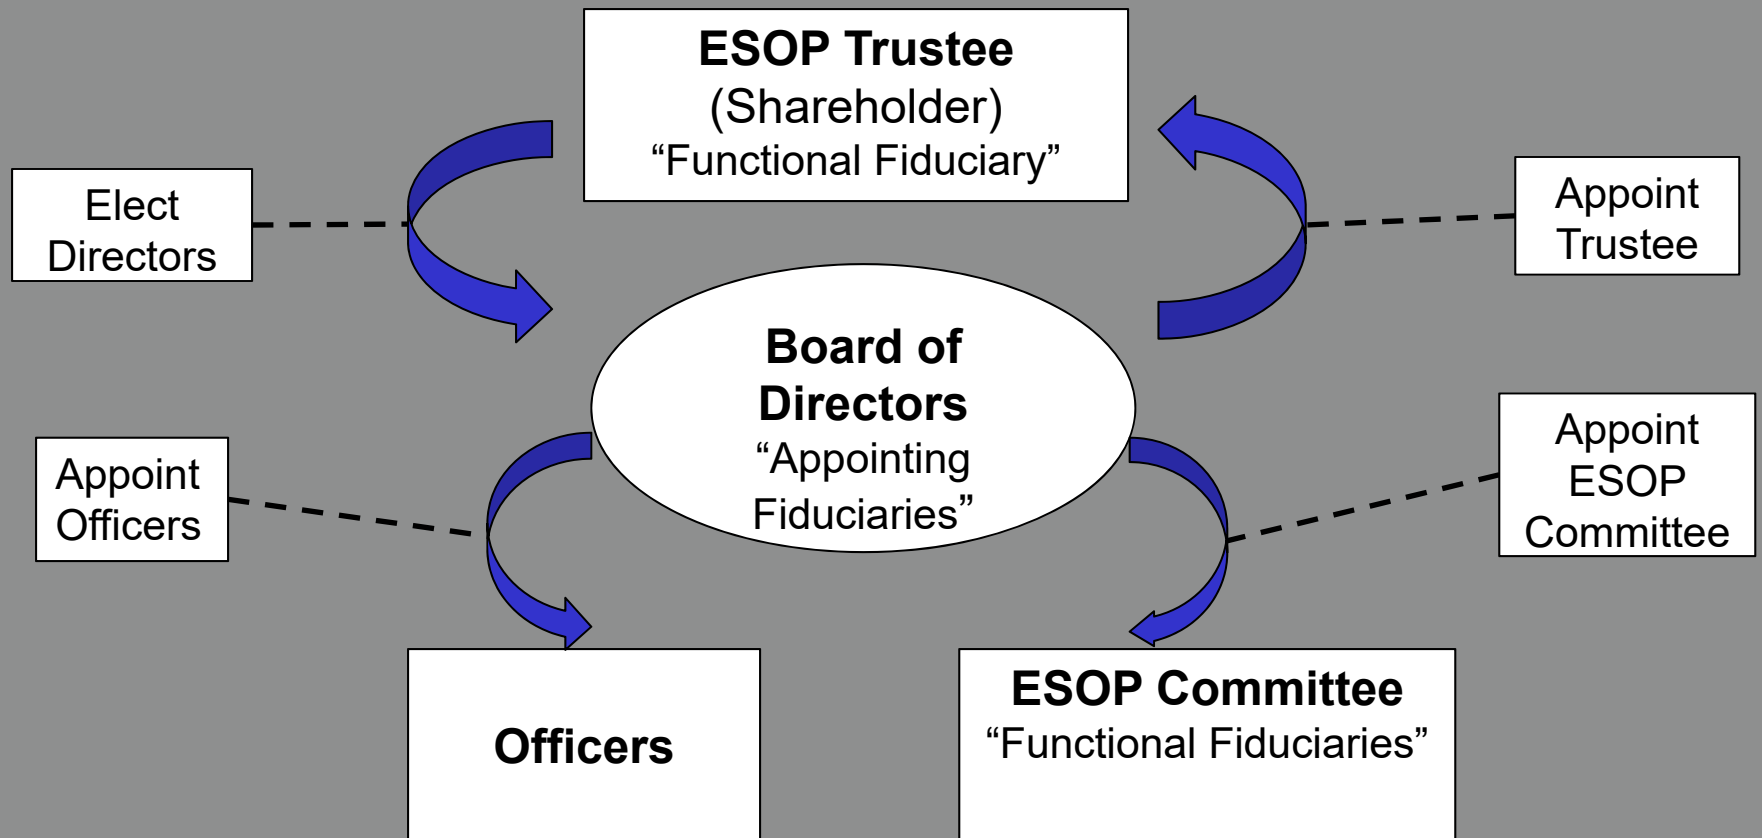 ESOP Trustee
(Shareholder)
“Functional Fiduciary”
Elect
Directors
Appoint
Trustee
Board of
Directors
“Appointing
Fiduciaries”
Appoint
Officers
Appoint
ESOP
Committee
Officers
ESOP Committee
“Functional Fiduciaries”